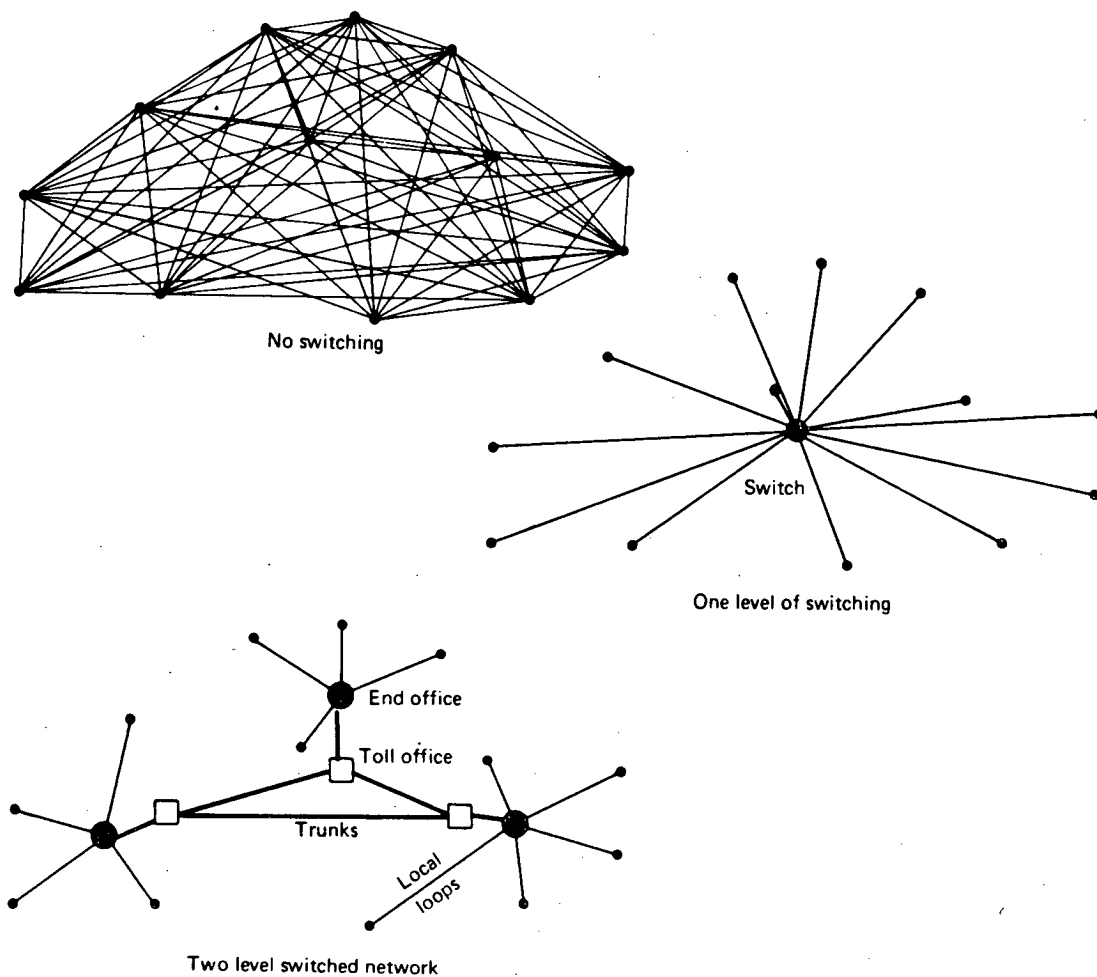 No switching
Switch
One level of switching
End office
Toll office
Trunks
Local
loops
Two level switched network